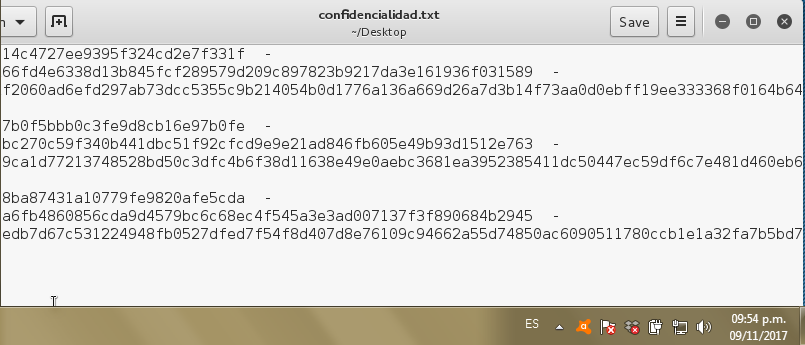 confidencialidad.txt
~/Desktop
Save
14c4727ee9395f324cd2e7f331f -
66fd4e6338d13b845fcf289579d209c897823b9217da3e161936f031589 -
f2060ad6efd297ab73dcc5355c9b214054b0d1776a136a669d26a7d3b14f73aa0d0ebff19ee333368f0164b64
7b0f5bbb0c3fe9d8cb16e97b0fe -
bc270c59f340b441dbc51f92cfcd9e9e21ad846fb605e49b93d1512e763 -
9ca1d77213748528bd50c3dfc4b6f38d11638e49e0aebc3681ea3952385411dc50447ec59df6c7e481d460eb6
8ba87431a10779fe9820afe5cda -
a6fb4860856cda9d4579bc6c68ec4f545a3e3ad007137f3f890684b2945 -
edb7d67c531224948fb0527dfed7f54f8d407d8e76109c94662a55d74850ac6090511780ccb1e1a32fa7b5bd7
ES
09:54 p.m.
09/11/2017